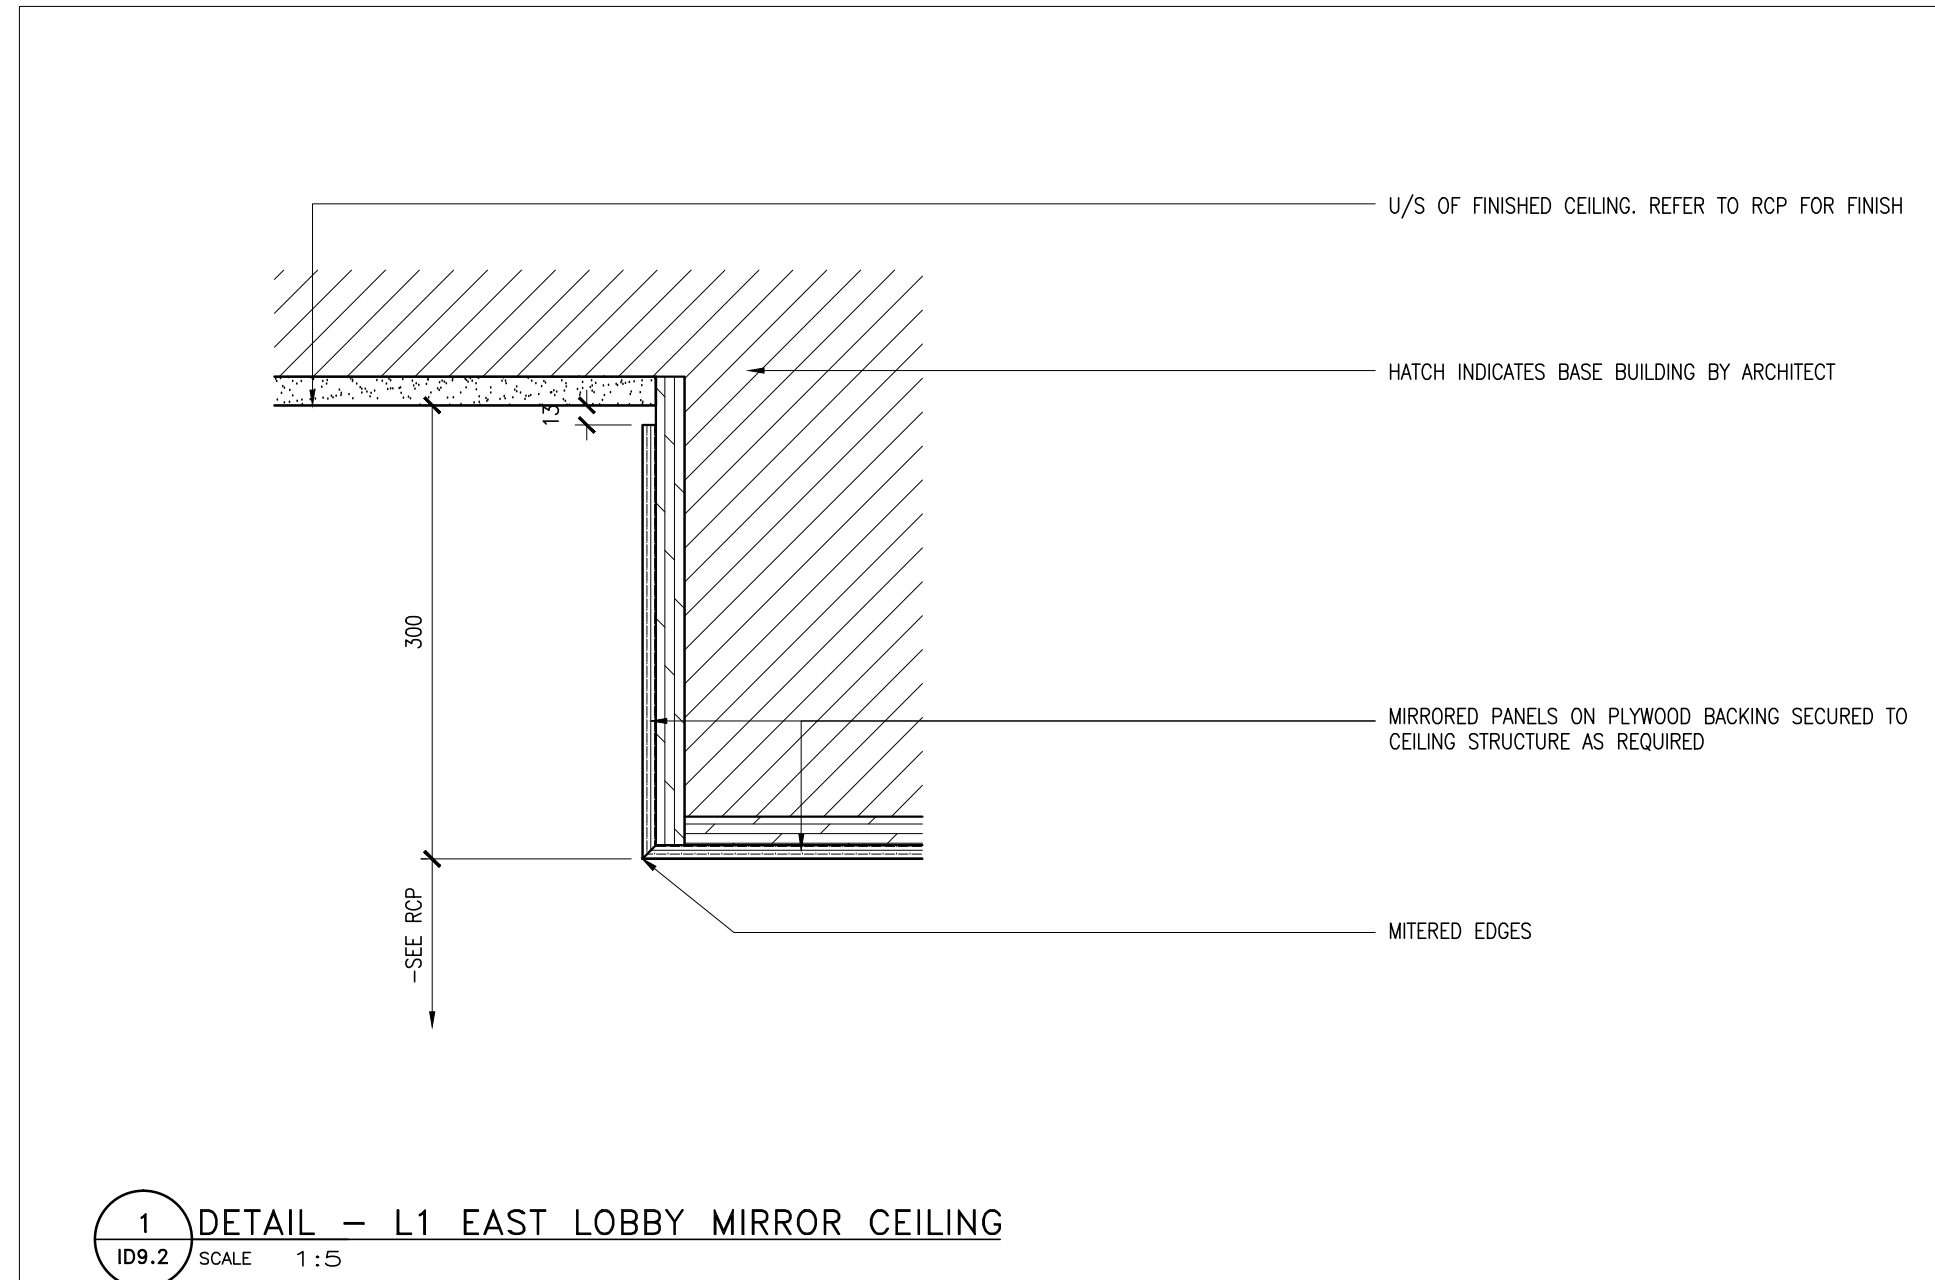 U/S OF FINISHED CEILING. REFER TO RCP FOR FINISH
HATCH INDICATES BASE BUILDING BY ARCHITECT
13
300
MIRRORED PANELS ON PLYWOOD BACKING SECURED TO
CEILING STRUCTURE AS REQUIRED
-SEE RCP
MITERED EDGES
1
ID9.2
DETAIL - L1 EAST LOBBY MIRROR CEILING
SCALE 1:5